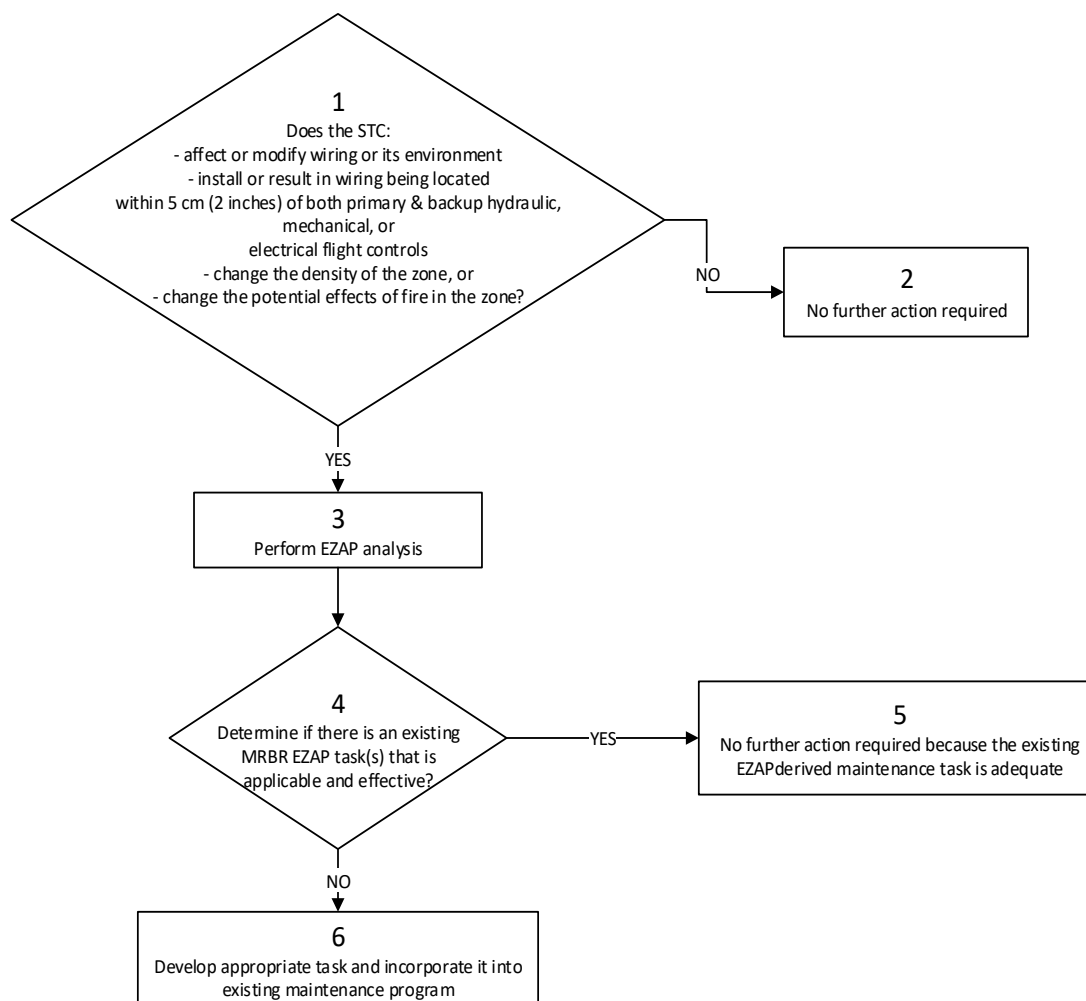 1
Does the STC:
- affect or modify wiring or its environment
- install or result in wiring being located
within 5 cm (2 inches) of both primary & backup hydraulic,
mechanical, or
electrical flight controls
- change the density of the zone, or
- change the potential effects of fire in the zone?
NO
2
No further action required
YES
3
Perform EZAP analysis
4
Determine if there is an existing
MRBR EZAP task(s) that is
applicable and effective?
YES
5
No further action required because the existing
EZAPderived maintenance task is adequate
NO
6
Develop appropriate task and incorporate it into
existing maintenance program